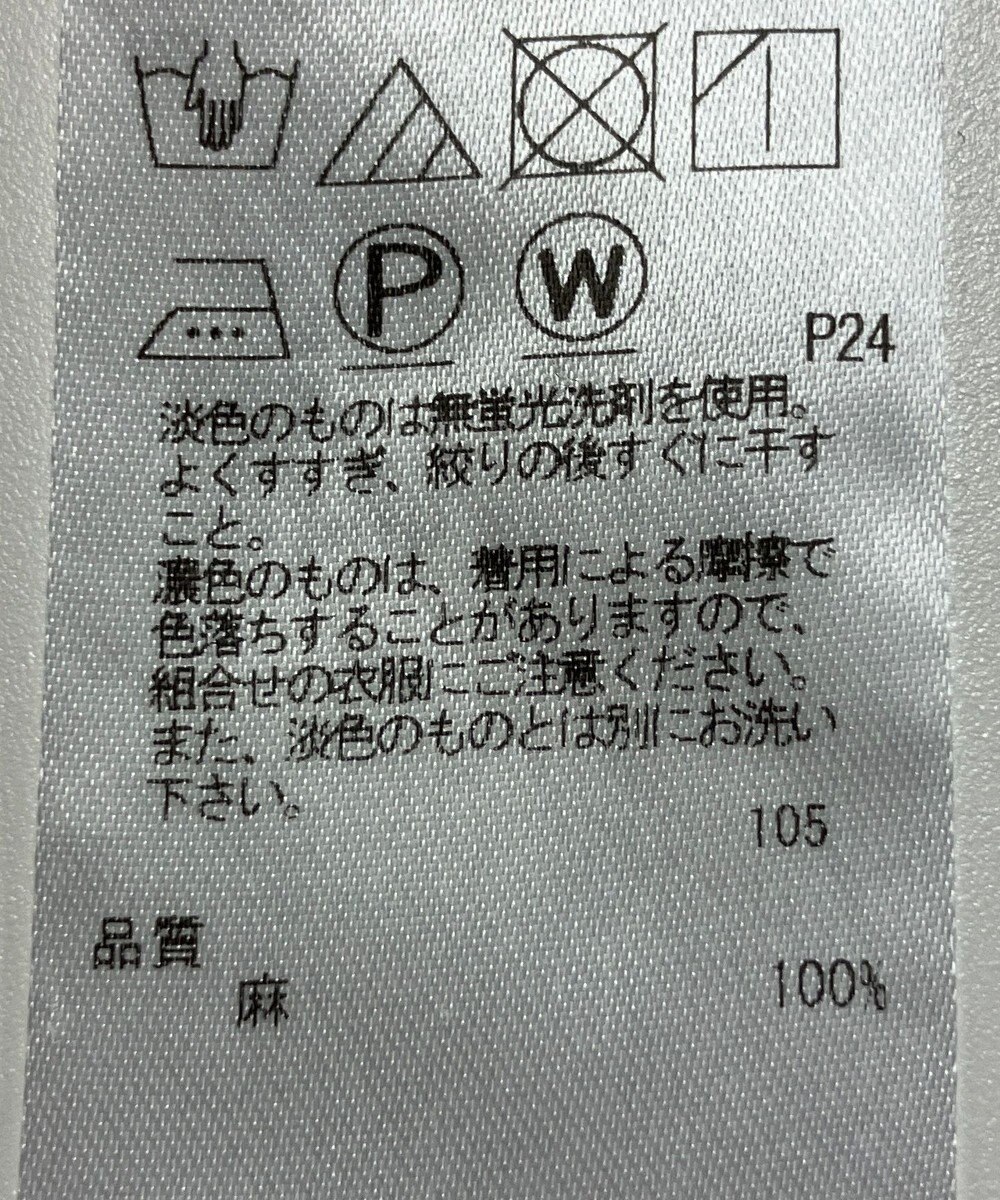 P
W
P24
淡色のものは無蛍光洗剤を使用。
よくすすぎ、絞りの後すぐに干す
こと。
濃色のものは、着用による摩擦で
色落ちすることがありますので、
組合せの衣服にご注意ください。
また、淡色のものとは別にお洗い
下さい。
105
品質
麻 100%